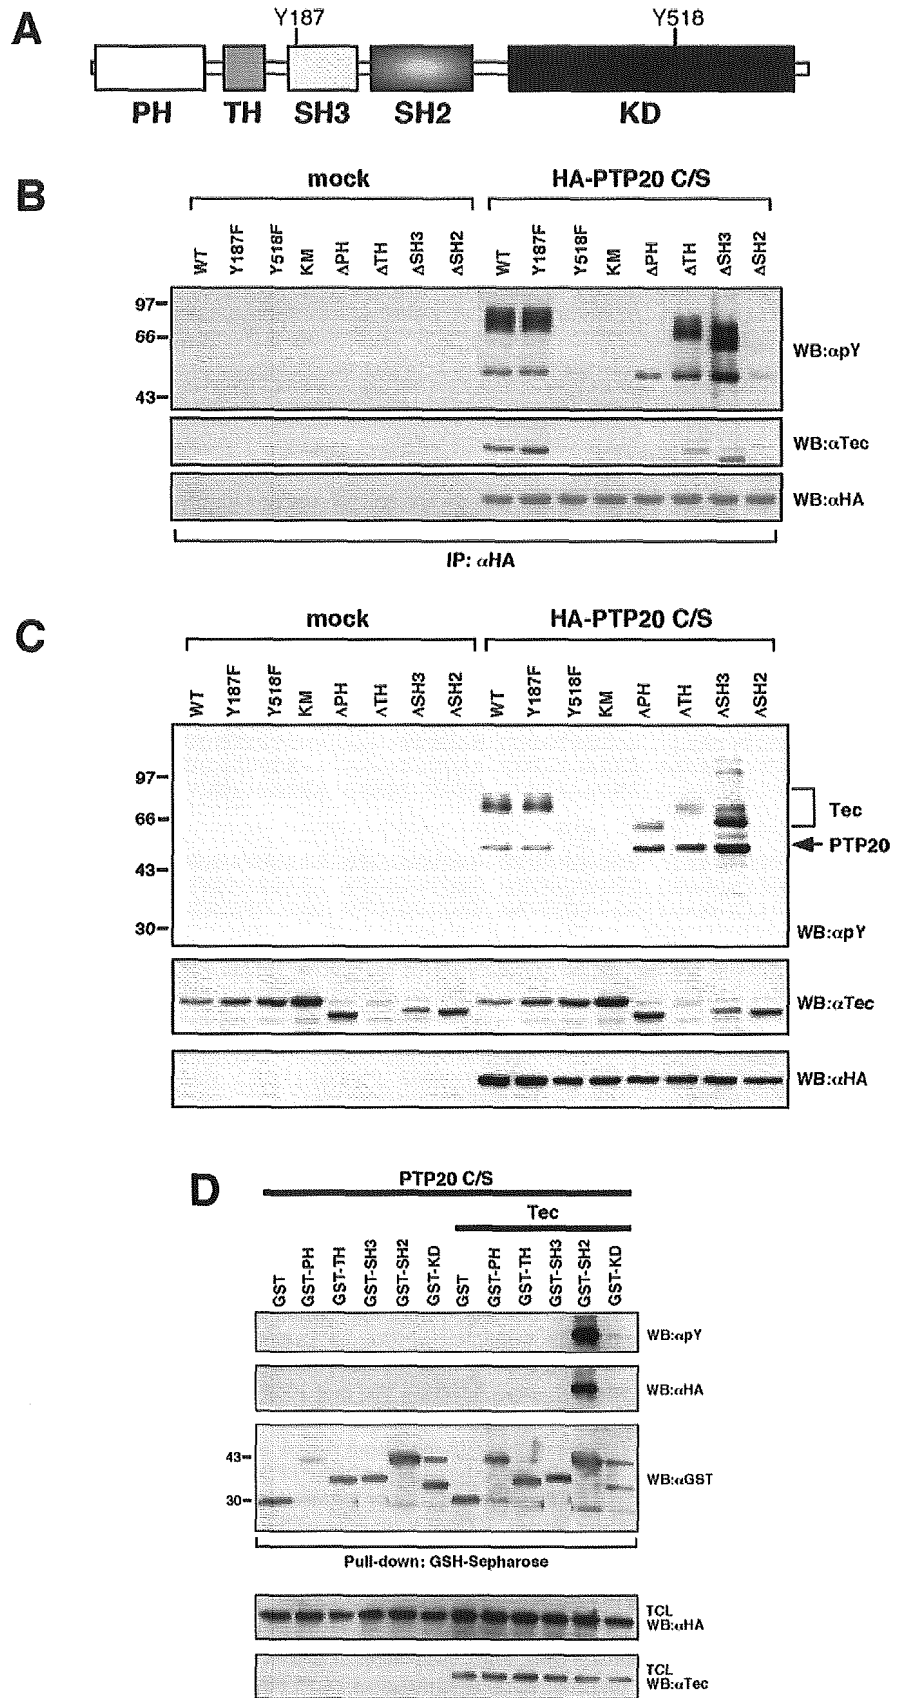 A
Y187 Y518
PH TH SH3 SH2 KD
B
mock HA-PTP20 C/S
WT Y187F Y518F KM ΔPH ΔTH ΔSH3 ΔSH2 WT Y187F Y518F KM ΔPH ΔTH ΔSH3 ΔSH2
97
66
43
WB:αpY
WB:αTec
WB:αHA
IP: αHA
C
mock HA-PTP20 C/S
WT Y187F Y518F KM ΔPH ΔTH ΔSH3 ΔSH2 WT Y187F Y518F KM ΔPH ΔTH ΔSH3 ΔSH2
97
66
43
30
Tec
PTP20
WB:αpY
WB:αTec
WB:αHA
D
PTP20 C/S
Tec
GST GST-PH GST-TH GST-SH3 GST-SH2 GST-KD GST GST-PH GST-TH GST-SH3 GST-SH2 GST-KD
WB:αpY
WB:αHA
43
30
WB:αGST
Pull-down: GSH-Sepharose
TCL
WB:αHA
TCL
WB:αTec